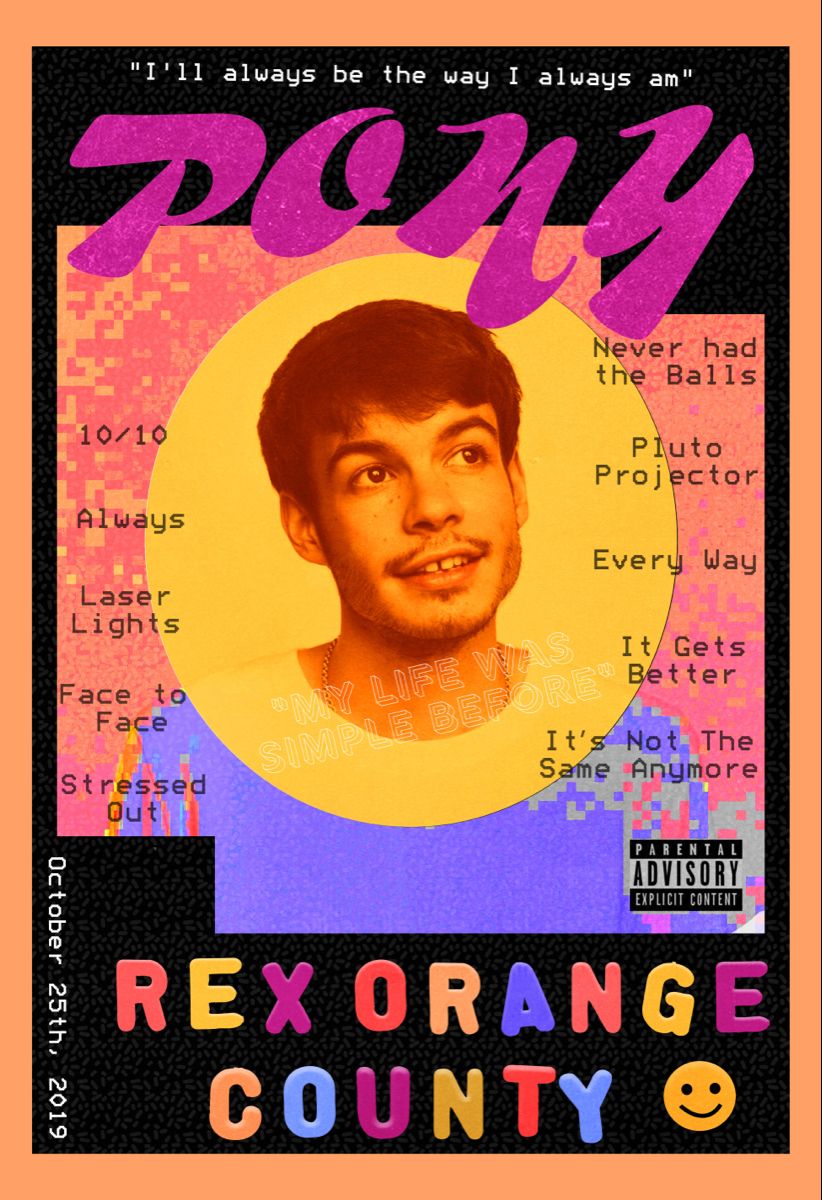 "I'll always be the way I always am"
PONY
10/10
Always
Laser
Lights
Face to
Face
Stressed
Out
Never had
the Balls
Pluto
Projector
Every Way
It Gets
Better
It's Not The
Same Anymore
"MY LIFE WAS
SIMPLE BEFORE"
PARENTAL
ADVISORY
EXPLICIT CONTENT
October 25th, 2019
REX ORANGE
COUNTY